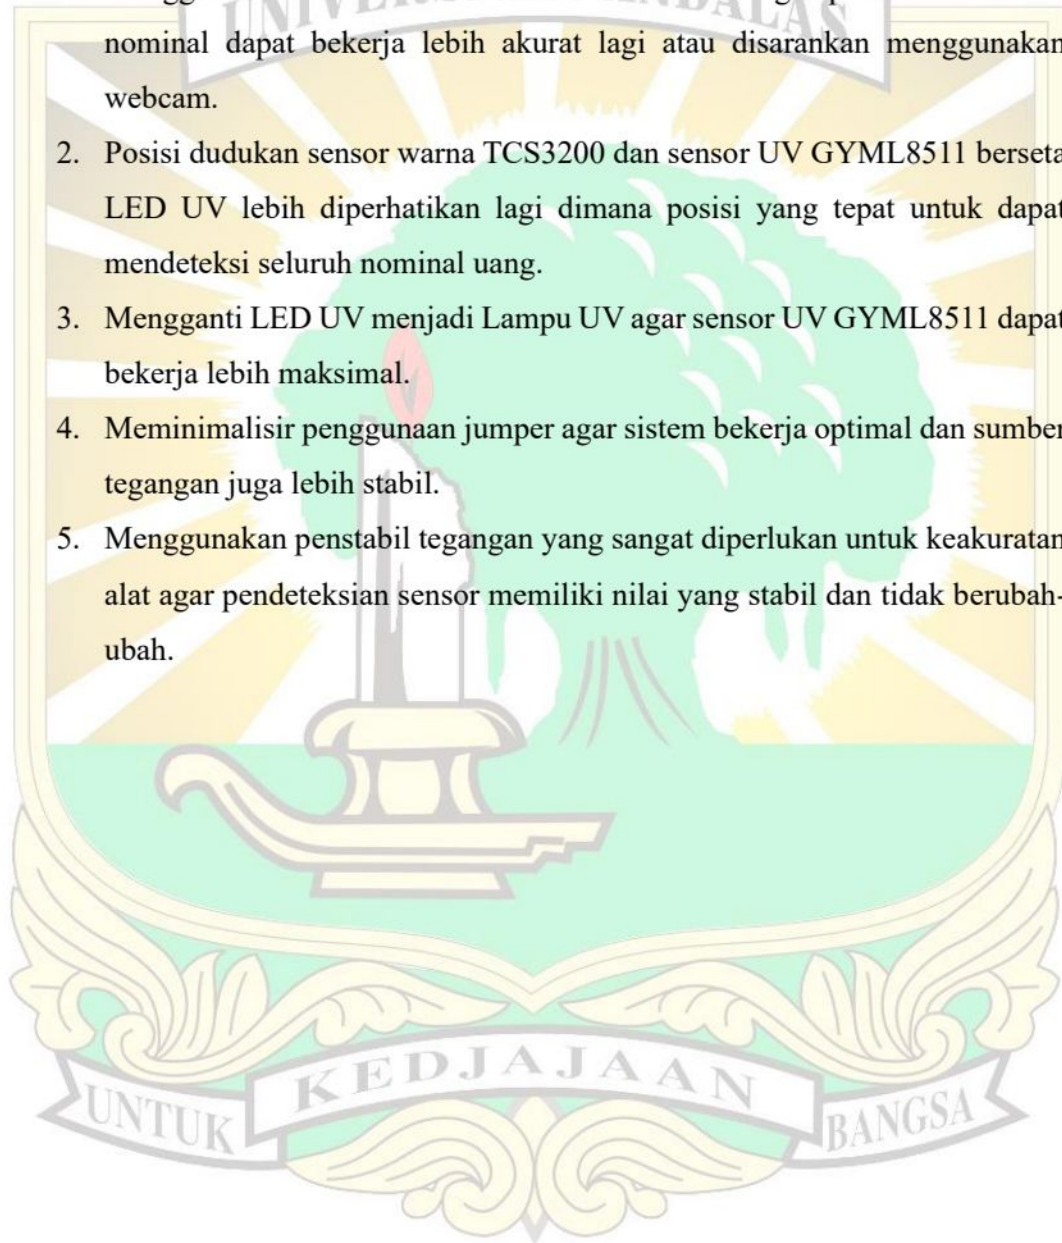 UNIVER
DALAS
nominal dapat bekerja lebih akurat lagi atau disarankan menggunakan
webcam.
2. Posisi dudukan sensor warna TCS3200 dan sensor UV GYML8511 berseta
LED UV lebih diperhatikan lagi dimana posisi yang tepat untuk dapat
mendeteksi seluruh nominal uang.
3. Mengganti LED UV menjadi Lampu UV agar sensor UV GYML8511 dapat
bekerja lebih maksimal.
4. Meminimalisir penggunaan jumper agar sistem bekerja optimal dan sumber
tegangan juga lebih stabil.
5. Menggunakan penstabil tegangan yang sangat diperlukan untuk keakuratan
alat agar pendeteksian sensor memiliki nilai yang stabil dan tidak berubah-
ubah.
UNTUK KEDJAJAAN BANGSA